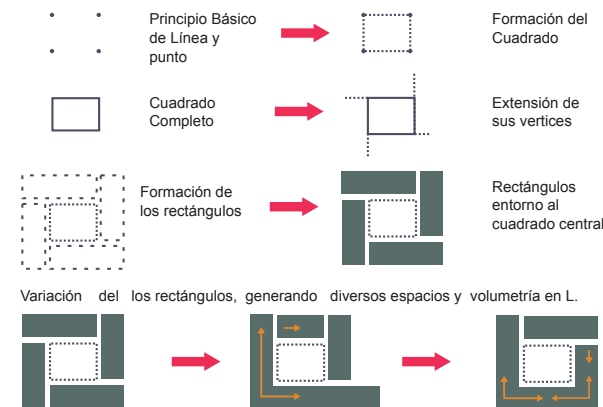 Principio Básico
de Línea y
punto
Formación del
Cuadrado
Cuadrado
Completo
Extensión de
sus vertices
Formación de
los rectángulos
Rectángulos
entorno al
cuadrado central
Variación del los rectángulos, generando diversos espacios y volumetría en L.